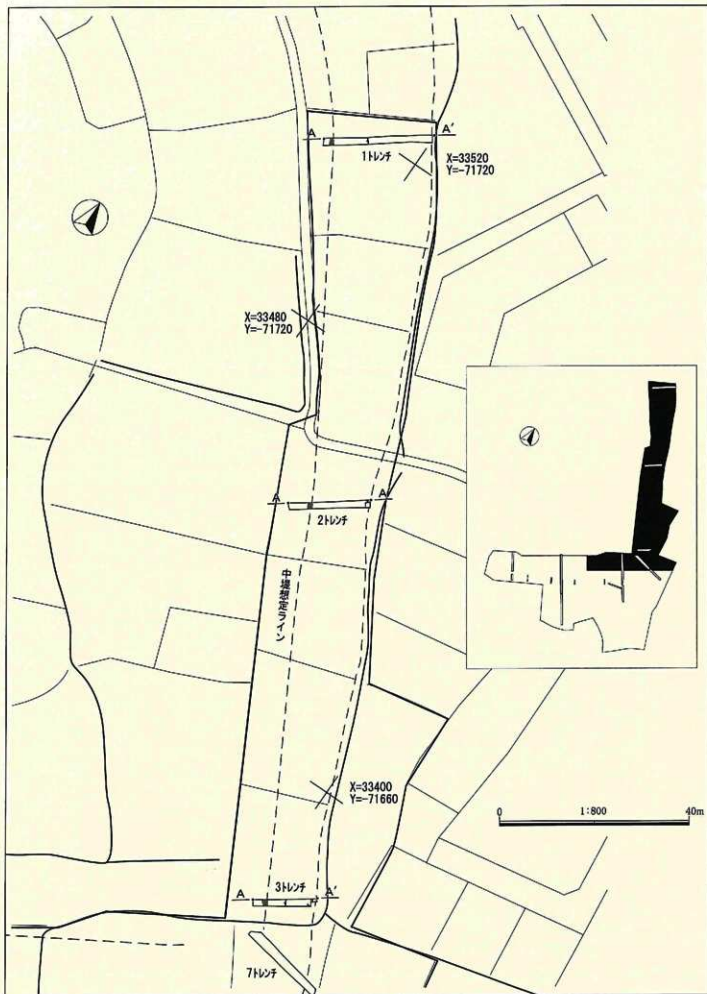 A
A'
1トレンチ
X=33520
Y=-71720
X=33480
Y=-71720
A
A'
2トレンチ
中堤想定ライン
X=33400
Y=-71660
0
1:800
40m
3トレンチ
A
A'
7トレンチ